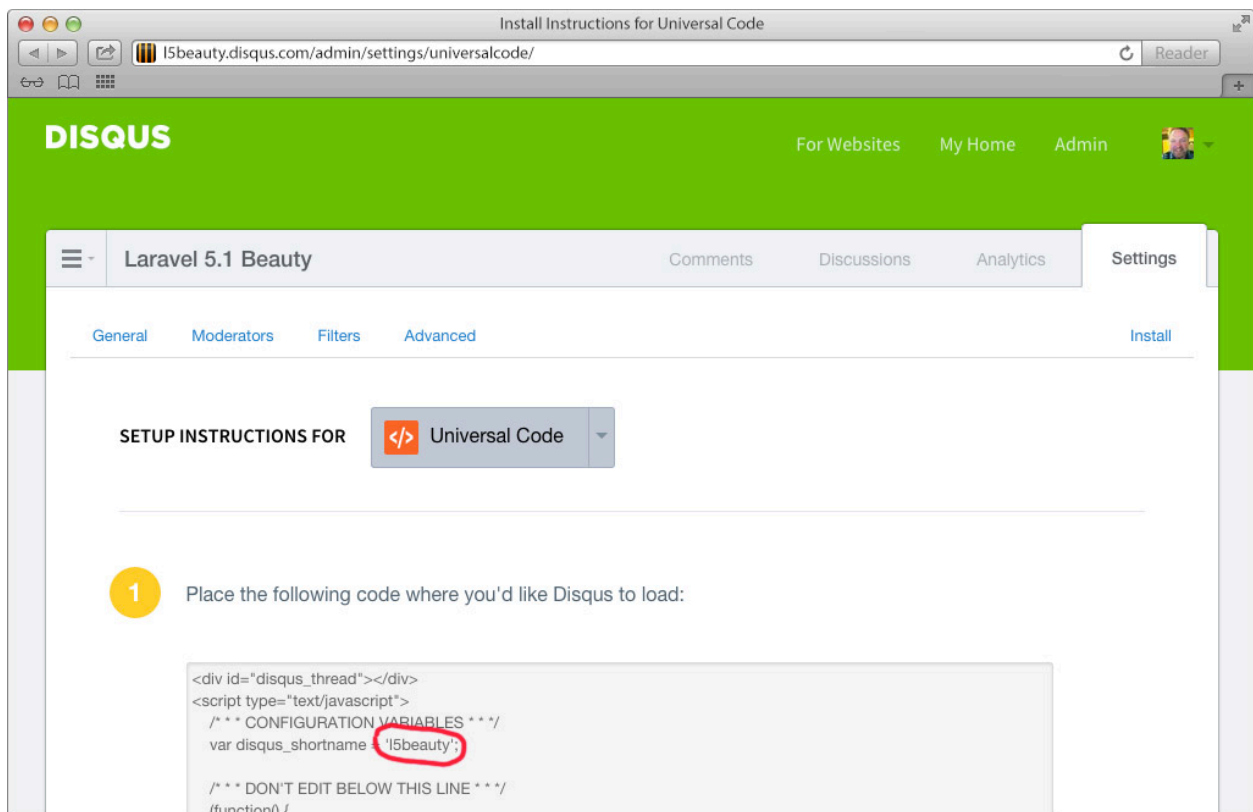 Install Instructions for Universal Code
l5beauty.disqus.com/admin/settings/universalcode/
Reader
DISQUS
For Websites My Home Admin
Laravel 5.1 Beauty Comments Discussions Analytics Settings
General Moderators Filters Advanced Install
SETUP INSTRUCTIONS FOR </> Universal Code
1 Place the following code where you'd like Disqus to load:
<div id="disqus_thread"></div>
<script type="text/javascript">
/* * * CONFIGURATION VARIABLES * * */
var disqus_shortname = 'l5beauty';
/* * * DON'T EDIT BELOW THIS LINE * * */
(function() {